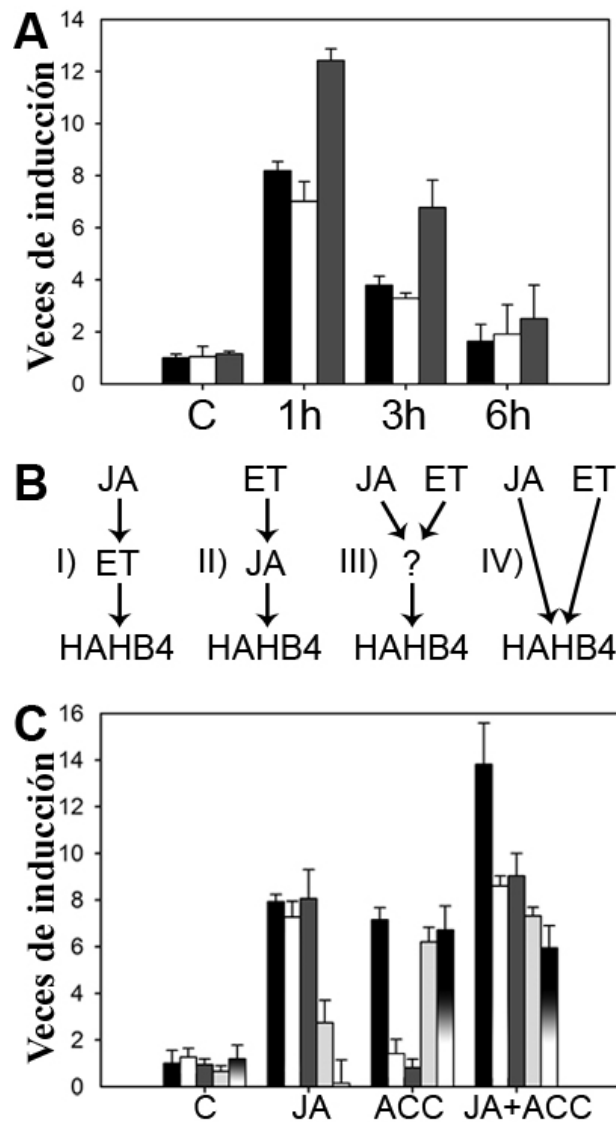 A
Veces de inducción
14
12
10
8
6
4
2
0
C 1h 3h 6h
B
JA ET JA ET JA ET
I) ET II) JA III) ? IV)
HAHB4 HAHB4 HAHB4 HAHB4
C
Veces de inducción
16
14
12
10
8
6
4
2
0
C JA ACC JA+ACC